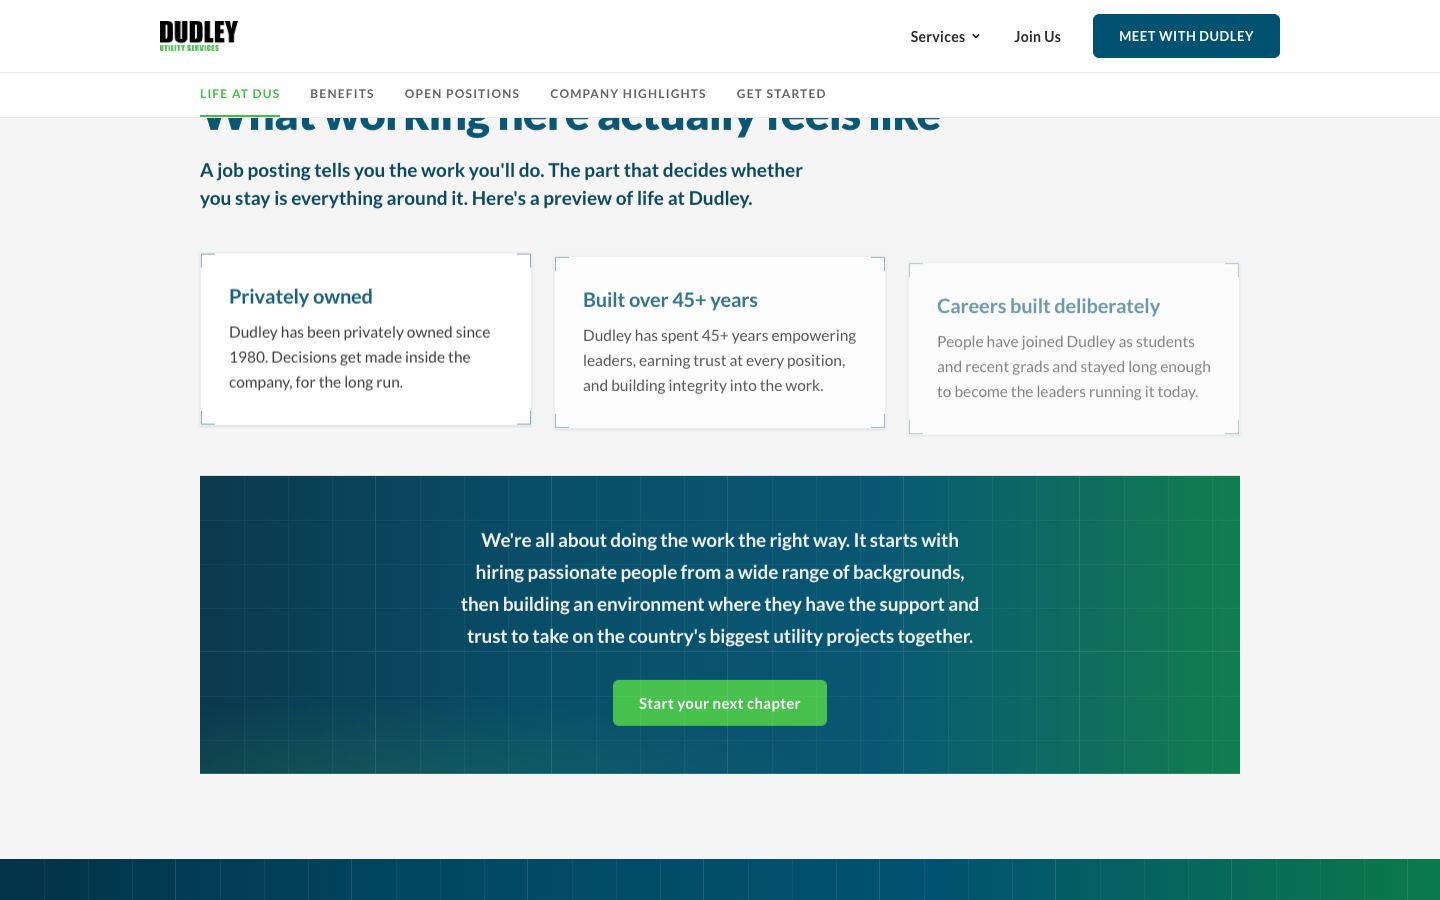 DUDLEY
UTILITY SERVICES
Services
Join Us
MEET WITH DUDLEY
LIFE AT DUS
BENEFITS
OPEN POSITIONS
COMPANY HIGHLIGHTS
GET STARTED
What working here actually feels like
A job posting tells you the work you'll do. The part that decides whether
you stay is everything around it. Here's a preview of life at Dudley.
Privately owned
Dudley has been privately owned since
1980. Decisions get made inside the
company, for the long run.
Built over 45+ years
Dudley has spent 45+ years empowering
leaders, earning trust at every position,
and building integrity into the work.
Careers built deliberately
People have joined Dudley as students
and recent grads and stayed long enough
to become the leaders running it today.
We're all about doing the work the right way. It starts with
hiring passionate people from a wide range of backgrounds,
then building an environment where they have the support and
trust to take on the country's biggest utility projects together.
Start your next chapter